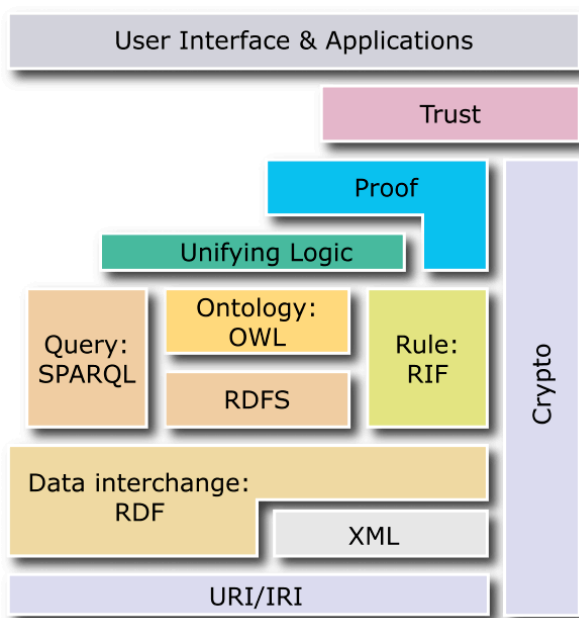 User Interface & Applications
Trust
Proof
Unifying Logic
Query:
SPARQL
Ontology:
OWL
RDFS
Rule:
RIF
Crypto
Data interchange:
RDF
XML
URI/IRI